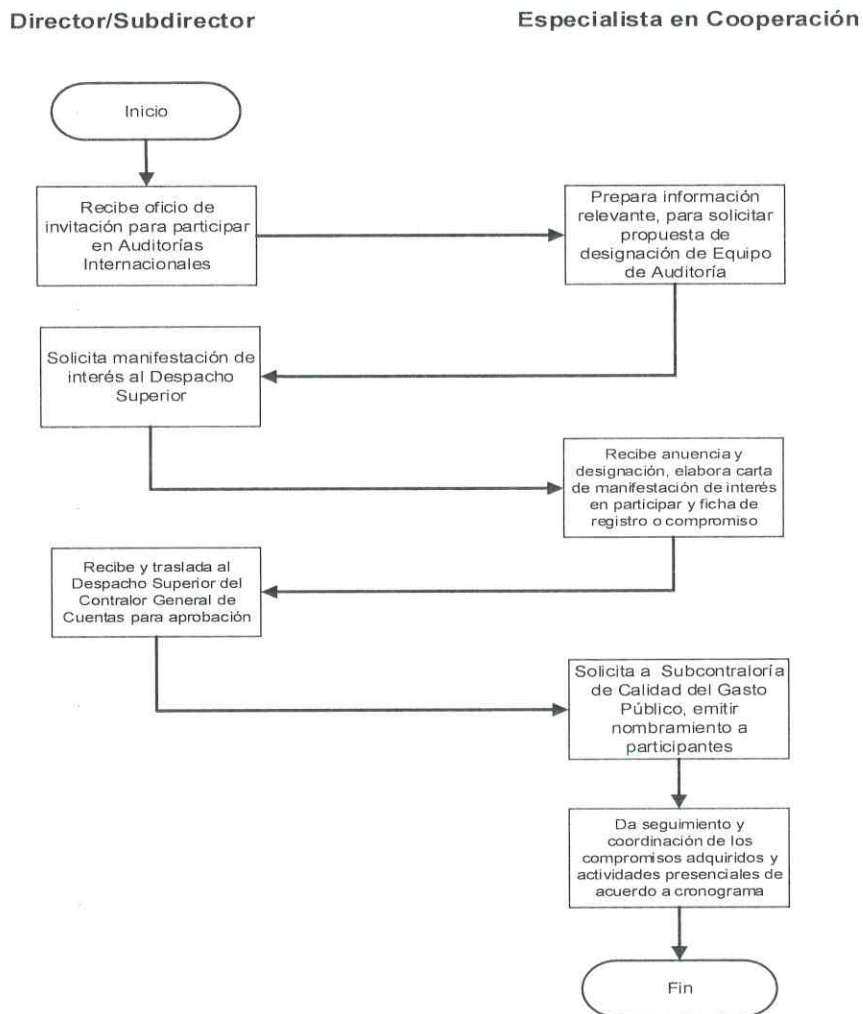 Director/Subdirector
Especialista en Cooperación
Inicio
Recibe oficio de
invitación para participar
en Auditorías
Internacionales
Prepara información
relevante, para solicitar
propuesta de
designación de Equipo
de Auditoría
Solicita manifestación de
interés al Despacho
Superior
Recibe anuencia y
designación, elabora carta
de manifestación de interés
en participar y ficha de
registro o compromiso
Recibe y traslada al
Despacho Superior del
Contralor General de
Cuentas para aprobación
Solicita a Subcontraloría
de Calidad del Gasto
Público, emitir
nombramiento a
participantes
Da seguimiento y
coordinación de los
compromisos adquiridos y
actividades presenciales de
acuerdo a cronograma
Fin